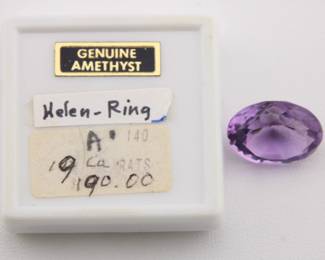 GENUINE
AMETHYST
Helen-Ring
A' 140
19 Ca RATS
190.00